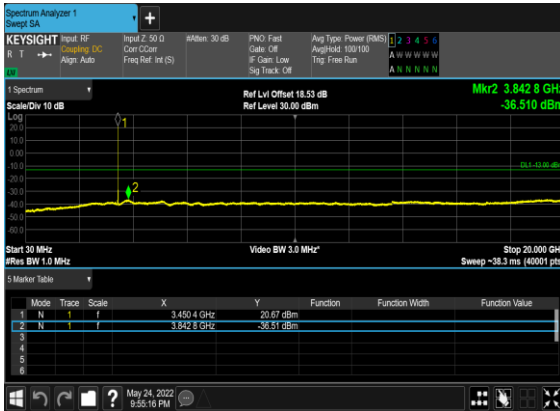 Spectrum Analyzer 1
Swept SA
+
KEYSIGHT
R T
Input: RF
Coupling: DC
Align: Auto
Input Z: 50 Ω
Corr CCorr
Freq Ref: Int (S)
#Atten: 30 dB
PNO: Fast
Gate: Off
IF Gain: Low
Sig Track: Off
Avg Type: Power (RMS)
Avg|Hold: 100/100
Trig: Free Run
1 2 3 4 5 6
A W W W W W
A N N N N N
1 Spectrum
Scale/Div 10 dB
Ref Lvl Offset 18.53 dB
Ref Level 30.00 dBm
Mkr2 3.842 8 GHz
-36.510 dBm
Log
20.0
10.0
0.00
-10.0
-20.0
-30.0
-40.0
-50.0
-60.0
1
2
DL1 -13.00 dBm
Start 30 MHz
#Res BW 1.0 MHz
Video BW 3.0 MHz*
Stop 20.000 GH
Sweep ~38.3 ms (40001 pts
5 Marker Table
Mode Trace Scale X Y Function Function Width Function Value
1 N 1 f 3.450 4 GHz 20.67 dBm
2 N 1 f 3.842 8 GHz -36.51 dBm
3
4
5
6
?
May 24, 2022
9:55:16 PM